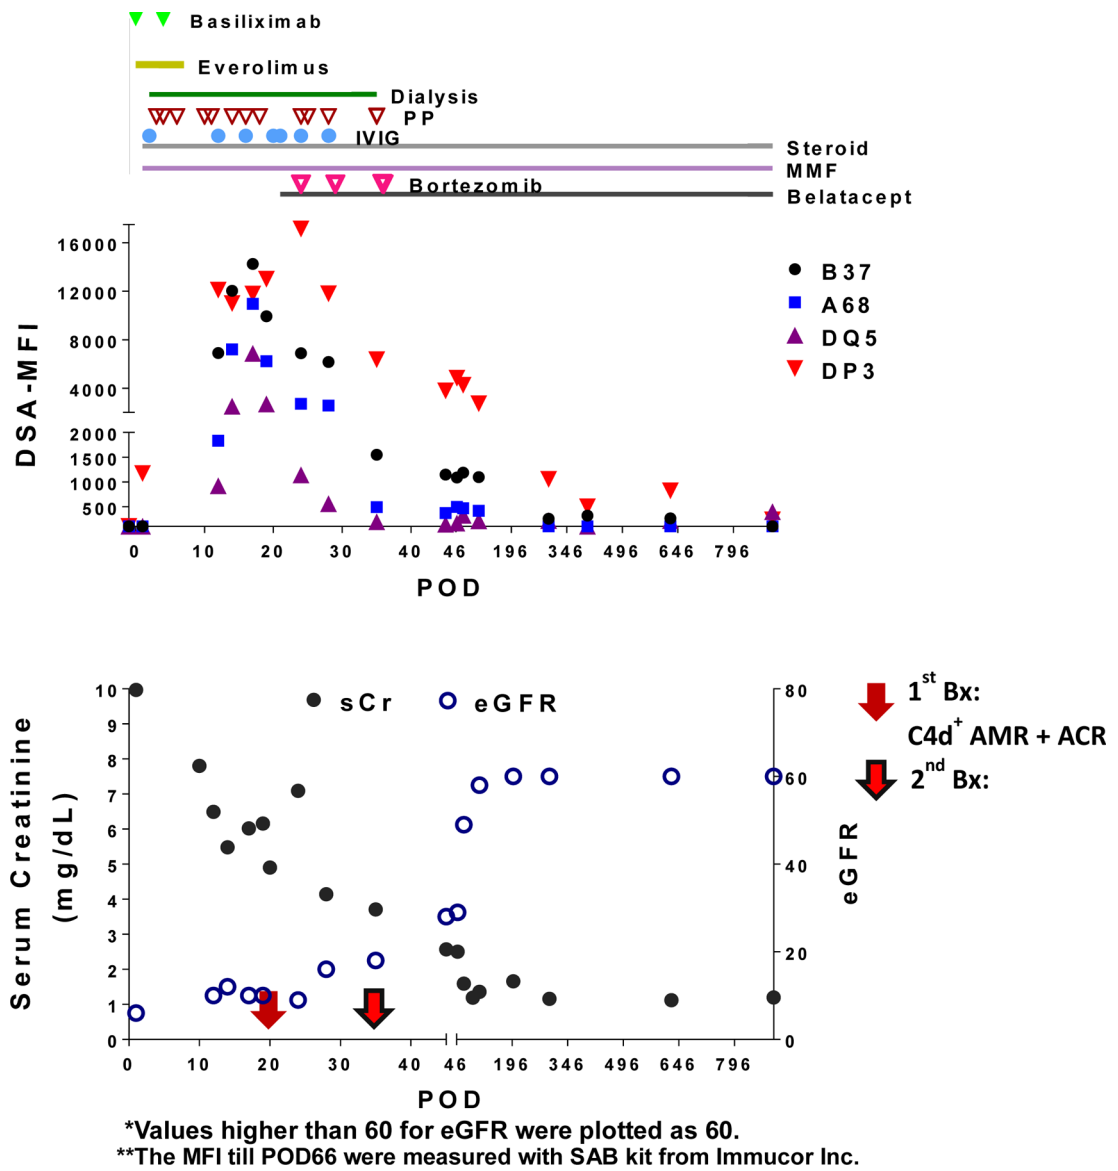 Basiliximab
Everolimus
Dialysis
PP
IVIG
Steroid
MMF
Bortezomib
Belatacept
DSA-MFI
16000
12000
8000
4000
2000
1500
1000
500
B37
A68
DQ5
DP3
0 10 20 30 40 46 196 346 496 646 796
POD
Serum Creatinine
(mg/dL)
10
9
8
7
6
5
4
3
2
1
0
sCr eGFR
80
60
40
20
0
eGFR
1st Bx:
C4d+ AMR + ACR
2nd Bx:
0 10 20 30 40 46 196 346 496 646 796
POD
*Values higher than 60 for eGFR were plotted as 60.
**The MFI till POD66 were measured with SAB kit from Immucor Inc.